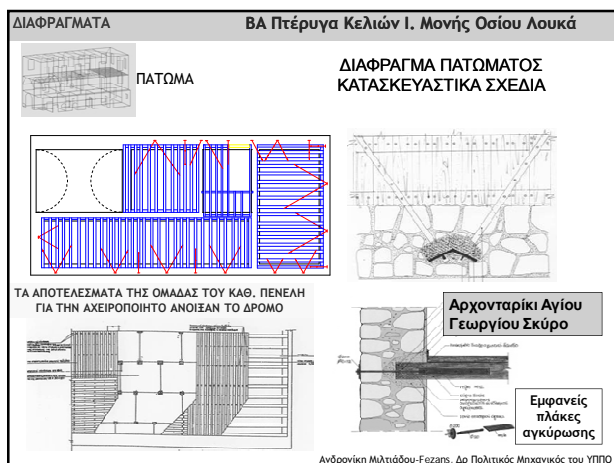 ΔΙΑΦΡΑΓΜΑΤΑ
ΒΑ Πτέρυγα Κελιών Ι. Μονής Οσίου Λουκά
ΠΑΤΩΜΑ
ΔΙΑΦΡΑΓΜΑ ΠΑΤΩΜΑΤΟΣ
ΚΑΤΑΣΚΕΥΑΣΤΙΚΑ ΣΧΕΔΙΑ
ΤΑ ΑΠΟΤΕΛΕΣΜΑΤΑ ΤΗΣ ΟΜΑΔΑΣ ΤΟΥ ΚΑΘ. ΠΕΝΕΛΗ
ΓΙΑ ΤΗΝ ΑΧΕΙΡΟΠΟΙΗΤΟ ΑΝΟΙΞΑΝ ΤΟ ΔΡΟΜΟ
Αρχονταρίκι Αγίου
Γεωργίου Σκύρο
Εμφανείς
πλάκες
αγκύρωσης
Ανδρονίκη Μιλτιάδου-Fezans, Δρ Πολιτικός Μηχανικός του ΥΠΠΟ